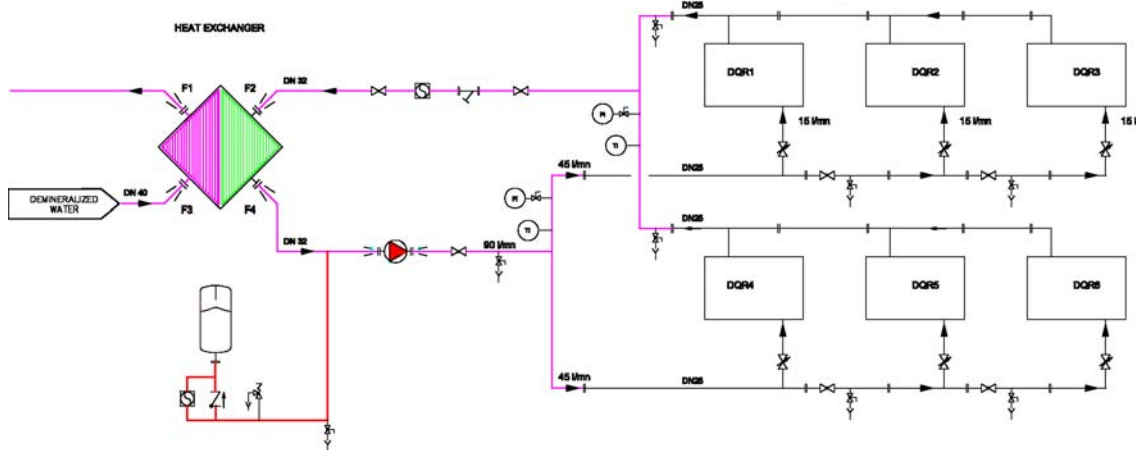 HEAT EXCHANGER
DN25
F1
F2
DN 32
DQR1
DQR2
DQR3
PI
15 l/mn
15 l/mn
15 l
TI
45 l/mn
DN25
DN 40
DEMINERALIZED
WATER
F3
F4
PI
TI
DN25
DN 32
90 l/mn
DQR4
DQR5
DQR6
45 l/mn
DN25